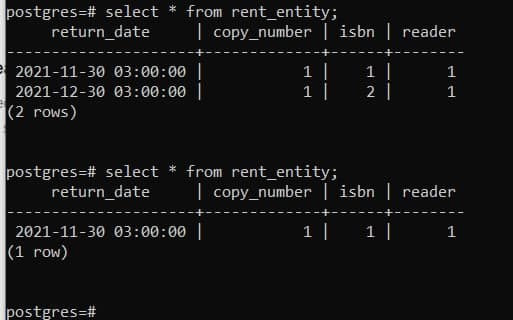 postgres=# select * from rent_entity;
     return_date     | copy_number | isbn | reader
---------------------+-------------+------+--------
 2021-11-30 03:00:00 |           1 |    1 |      1
 2021-12-30 03:00:00 |           1 |    2 |      1
(2 rows)
postgres=# select * from rent_entity;
     return_date     | copy_number | isbn | reader
---------------------+-------------+------+--------
 2021-11-30 03:00:00 |           1 |    1 |      1
(1 row)
postgres=#